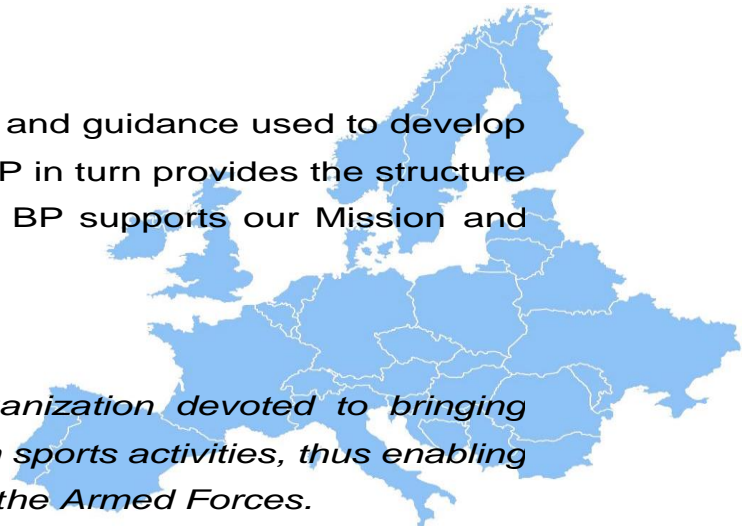 and guidance used to develop
P in turn provides the structure
BP supports our Mission and
anization devoted to bringing
sports activities, thus enabling
the Armed Forces.